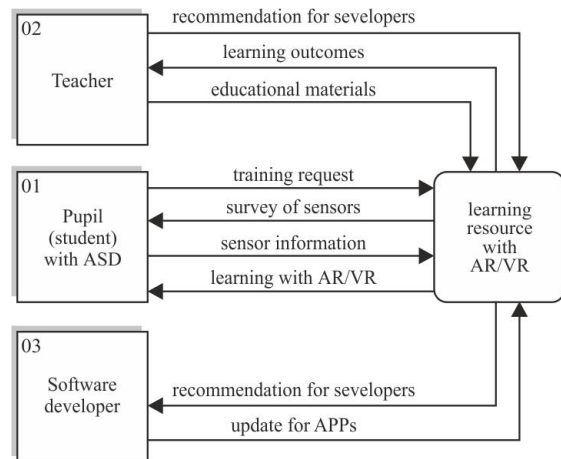 02
Teacher
recommendation for sevelopers
learning outcomes
educational materials
01
Pupil
(student)
with ASD
training request
survey of sensors
sensor information
learning with AR/VR
learning
resource
with
AR/VR
03
Software
developer
recommendation for sevelopers
update for APPs